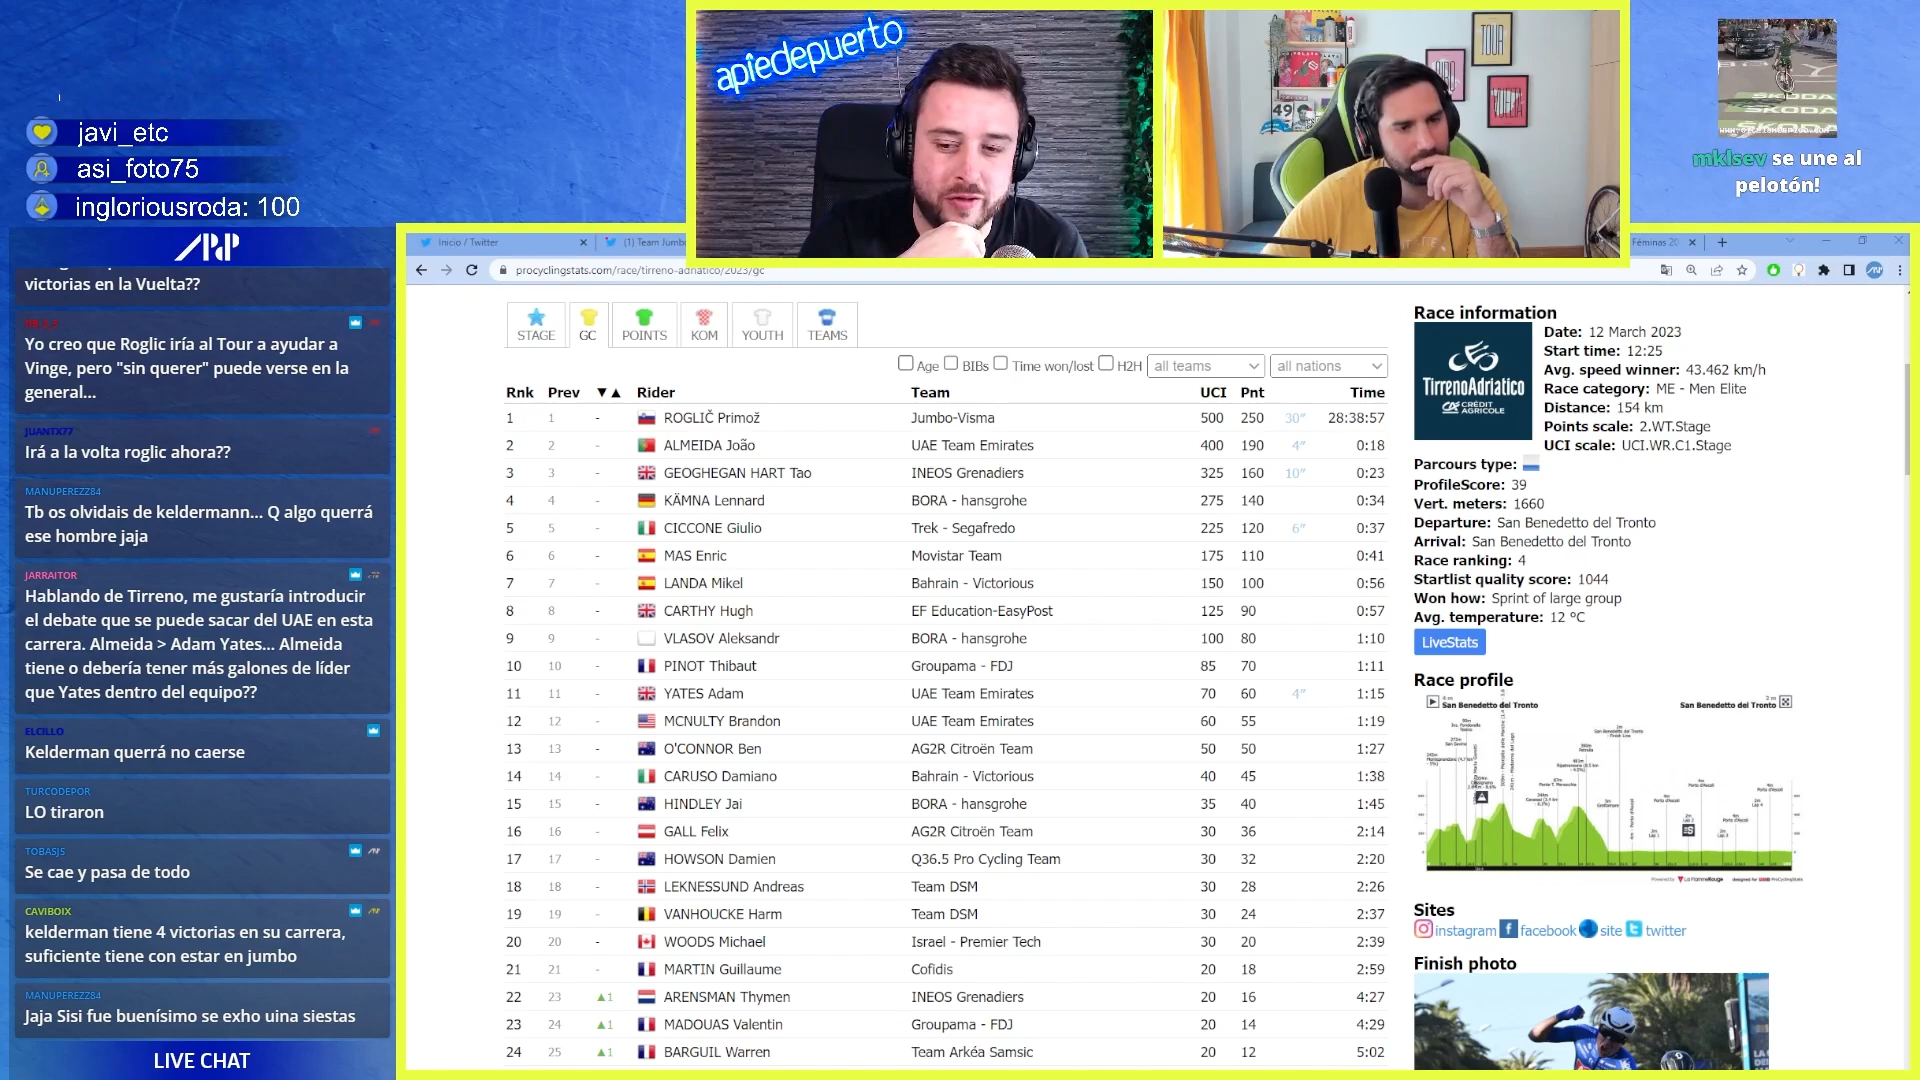 javi_etc
asi_foto75
ingloriousroda: 100
victorias en la Vuelta??
Yo creo que Roglic iría al Tour a ayudar a
Vinge, pero "sin querer" puede verse en la
general...
JUANTX77
Irá a la volta roglic ahora??
MANUPEREZZ84
Tb os olvidais de keldermann... Q algo querrá
ese hombre jaja
JARRAITOR
Hablando de Tirreno, me gustaría introducir
el debate que se puede sacar del UAE en esta
carrera. Almeida > Adam Yates... Almeida
tiene o debería tener más galones de líder
que Yates dentro del equipo??
ELCILLO
Kelderman querrá no caerse
TURCODEPOR
LO tiraron
TOBASJS
Se cae y pasa de todo
CAVIBOIX
kelderman tiene 4 victorias en su carrera,
suficiente tiene con estar en jumbo
MANUPEREZZ84
Jaja Sisi fue buenísimo se exho uina siestas
LIVE CHAT
apiedepuerto
TOUR
GIRO
VUELTA
49
ŠKODA
ŠKODA
mklsev se une al
pelotón!
Inicio / Twitter
(1) Team Jumb
Féminas 20
procyclingstats.com/race/tirreno-adriatico/2023/gc
STAGE GC POINTS KOM YOUTH TEAMS
Age BIBs Time won/lost H2H all teams all nations
Rnk Prev ▼▲ Rider Team UCI Pnt Time
1 1 - ROGLIČ Primož Jumbo-Visma 500 250 30″ 28:38:57
2 2 - ALMEIDA João UAE Team Emirates 400 190 4″ 0:18
3 3 - GEOGHEGAN HART Tao INEOS Grenadiers 325 160 10″ 0:23
4 4 - KÄMNA Lennard BORA - hansgrohe 275 140 0:34
5 5 - CICCONE Giulio Trek - Segafredo 225 120 6″ 0:37
6 6 - MAS Enric Movistar Team 175 110 0:41
7 7 - LANDA Mikel Bahrain - Victorious 150 100 0:56
8 8 - CARTHY Hugh EF Education-EasyPost 125 90 0:57
9 9 - VLASOV Aleksandr BORA - hansgrohe 100 80 1:10
10 10 - PINOT Thibaut Groupama - FDJ 85 70 1:11
11 11 - YATES Adam UAE Team Emirates 70 60 4″ 1:15
12 12 - MCNULTY Brandon UAE Team Emirates 60 55 1:19
13 13 - O'CONNOR Ben AG2R Citroën Team 50 50 1:27
14 14 - CARUSO Damiano Bahrain - Victorious 40 45 1:38
15 15 - HINDLEY Jai BORA - hansgrohe 35 40 1:45
16 16 - GALL Felix AG2R Citroën Team 30 36 2:14
17 17 - HOWSON Damien Q36.5 Pro Cycling Team 30 32 2:20
18 18 - LEKNESSUND Andreas Team DSM 30 28 2:26
19 19 - VANHOUCKE Harm Team DSM 30 24 2:37
20 20 - WOODS Michael Israel - Premier Tech 30 20 2:39
21 21 - MARTIN Guillaume Cofidis 20 18 2:59
22 23 ▲1 ARENSMAN Thymen INEOS Grenadiers 20 16 4:27
23 24 ▲1 MADOUAS Valentin Groupama - FDJ 20 14 4:29
24 25 ▲1 BARGUIL Warren Team Arkéa Samsic 20 12 5:02
Race information
TirrenoAdriatico
CRÉDIT
AGRICOLE
Date: 12 March 2023
Start time: 12:25
Avg. speed winner: 43.462 km/h
Race category: ME - Men Elite
Distance: 154 km
Points scale: 2.WT.Stage
UCI scale: UCI.WR.C1.Stage
Parcours type:
ProfileScore: 39
Vert. meters: 1660
Departure: San Benedetto del Tronto
Arrival: San Benedetto del Tronto
Race ranking: 4
Startlist quality score: 1044
Won how: Sprint of large group
Avg. temperature: 12 °C
LiveStats
Race profile
San Benedetto del Tronto
San Benedetto del Tronto
Sites
instagram facebook site twitter
Finish photo